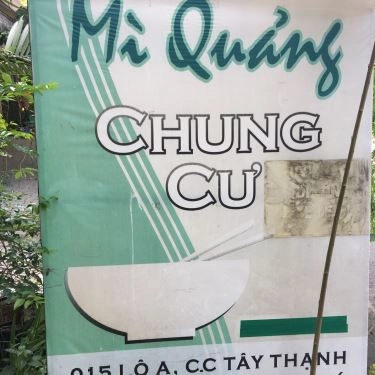 Mì Quảng
CHUNG
CƯ
015 LÔ A, C.C TÂY THẠNH